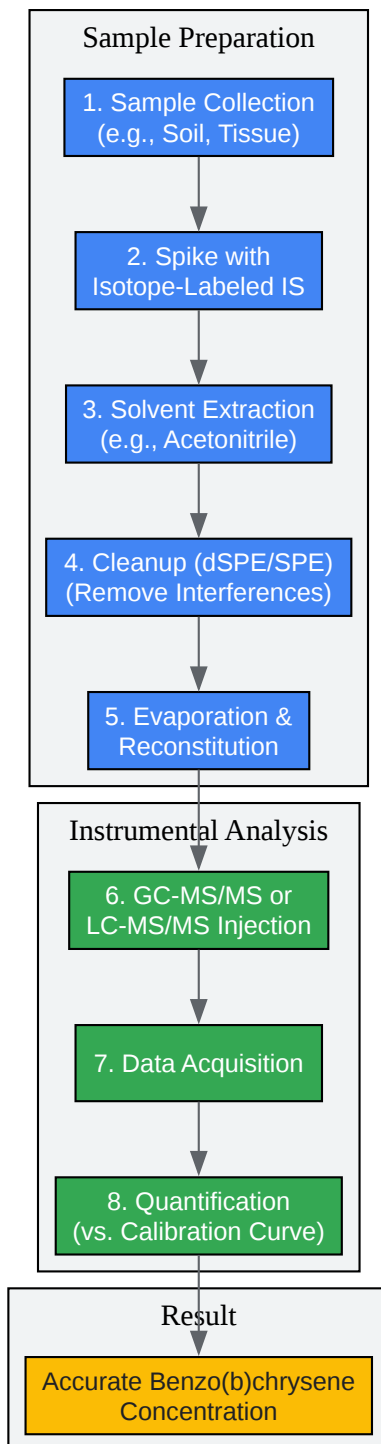 Sample Preparation
1. Sample Collection
(e.g., Soil, Tissue)
2. Spike with
Isotope-Labeled IS
3. Solvent Extraction
(e.g., Acetonitrile)
4. Cleanup (dSPE/SPE)
(Remove Interferences)
5. Evaporation &
Reconstitution
Instrumental Analysis
6. GC-MS/MS or
LC-MS/MS Injection
7. Data Acquisition
8. Quantification
(vs. Calibration Curve)
Result
Accurate Benzo(b)chrysene
Concentration